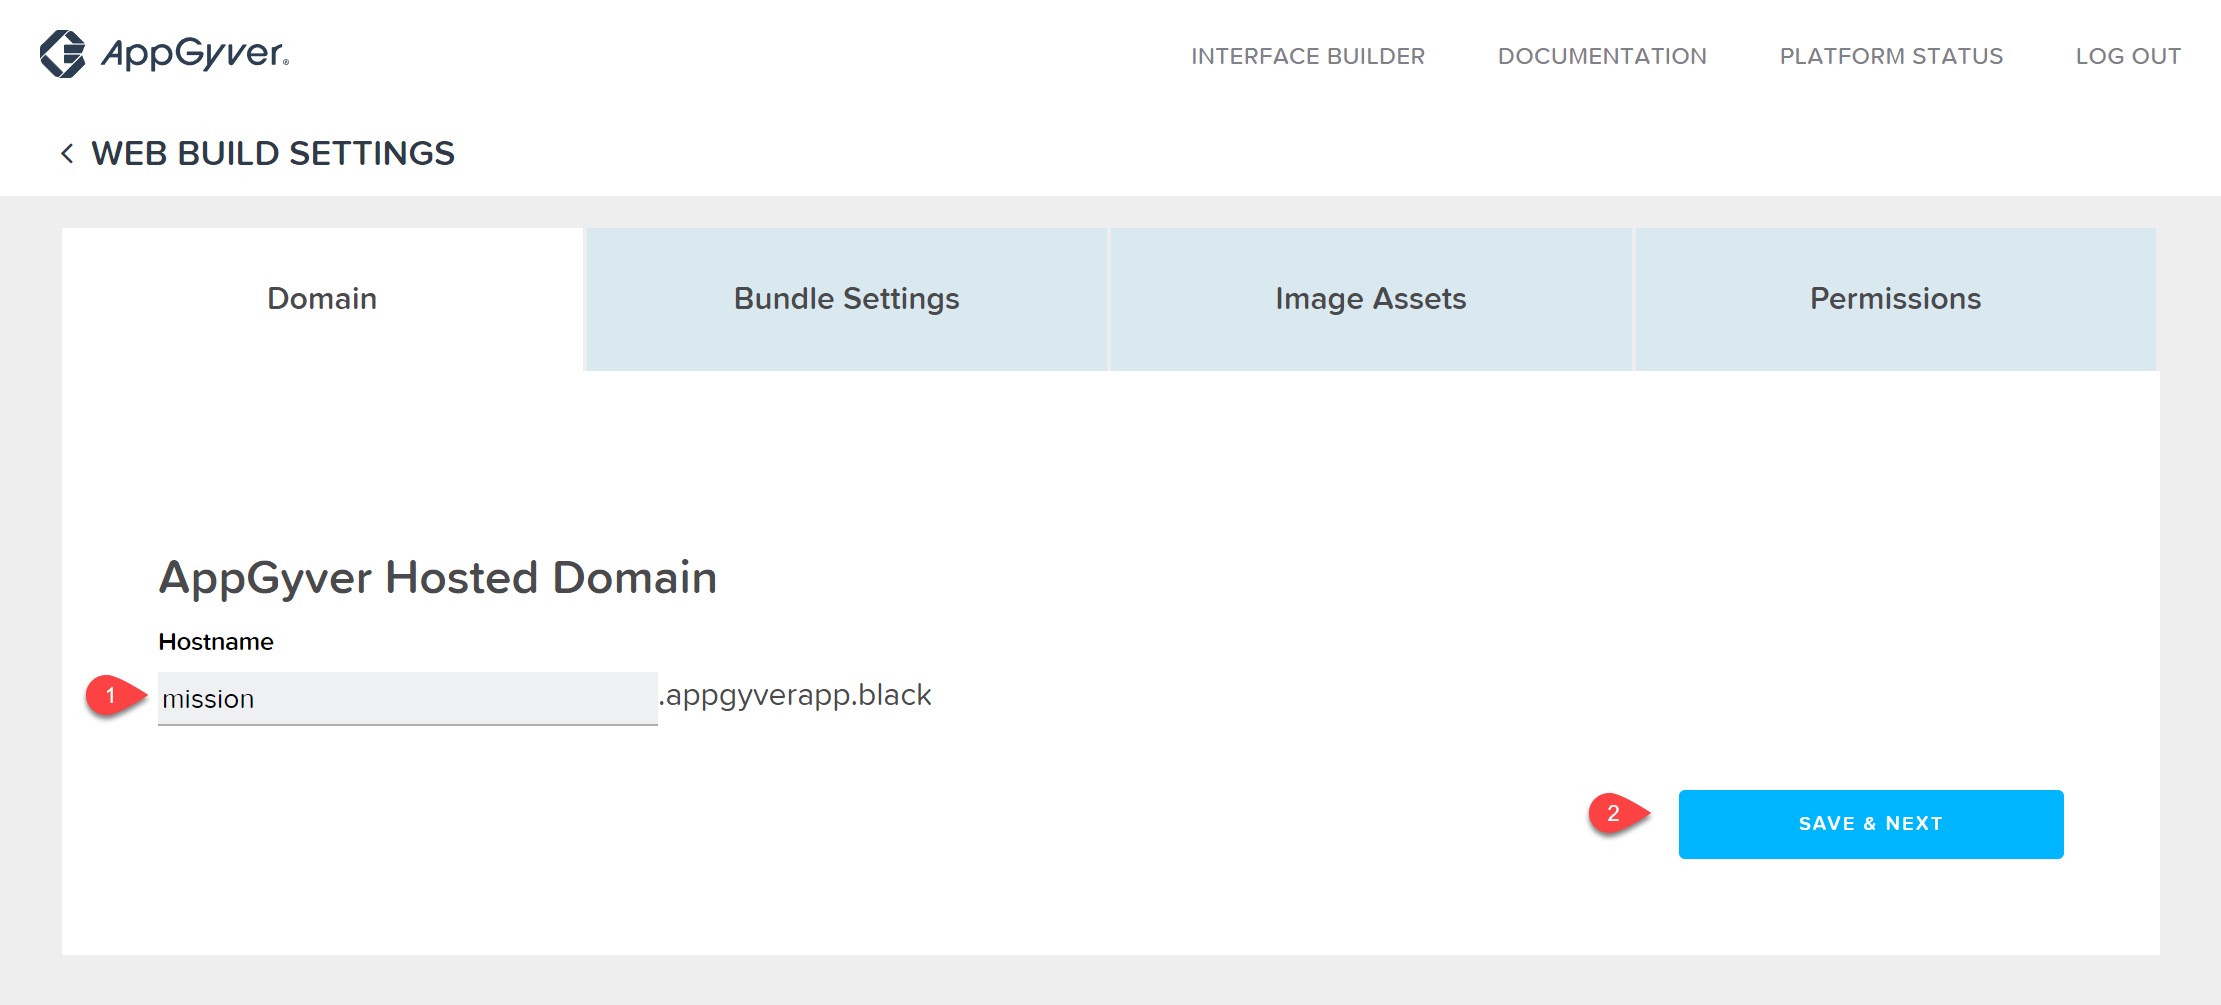 AppGyver®
INTERFACE BUILDER DOCUMENTATION PLATFORM STATUS LOG OUT
< WEB BUILD SETTINGS
Domain Bundle Settings Image Assets Permissions
AppGyver Hosted Domain
Hostname
1 mission .appgyverapp.black
2 SAVE & NEXT